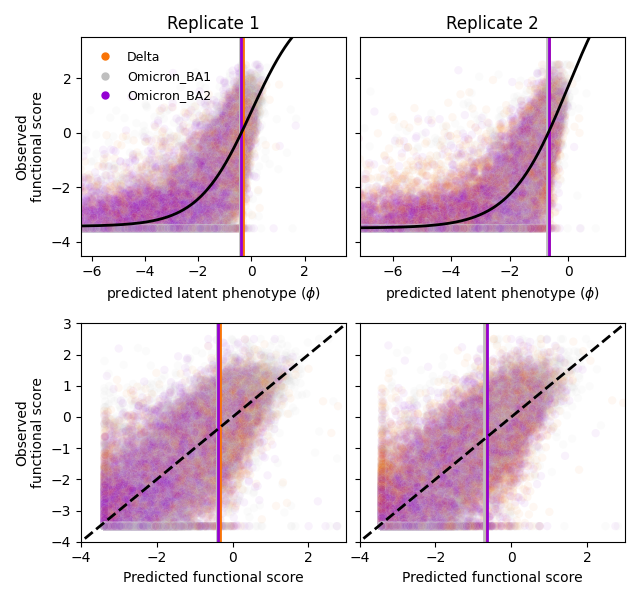 Replicate 1
Replicate 2
Delta
Omicron_BA1
Omicron_BA2
Observed
functional score
2
0
−2
−4
−6
−4
−2
0
2
−6
−4
−2
0
predicted latent phenotype (ϕ)
predicted latent phenotype (ϕ)
Observed
functional score
3
2
1
0
−1
−2
−3
−4
−4
−2
0
2
−4
−2
0
2
Predicted functional score
Predicted functional score